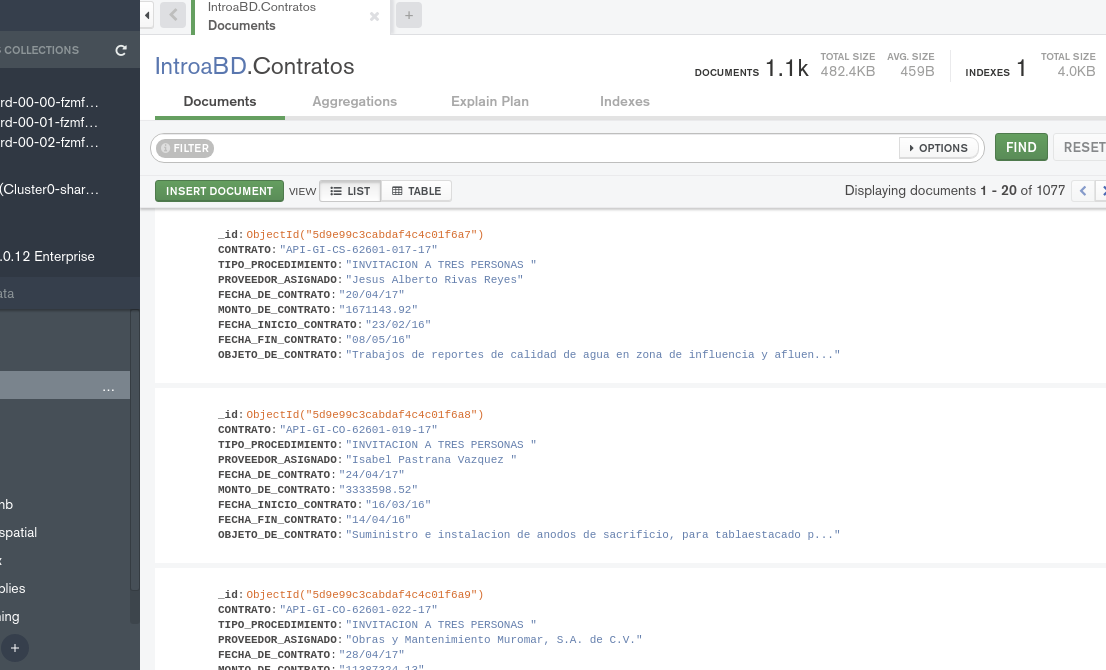 IntroaBD.Contratos
Documents
COLLECTIONS
IntroaBD.Contratos
DOCUMENTS 1.1k TOTAL SIZE 482.4KB AVG. SIZE 459B INDEXES 1 TOTAL SIZE 4.0KB
rd-00-00-fzmf...
rd-00-01-fzmf...
rd-00-02-fzmf...
Documents Aggregations Explain Plan Indexes
FILTER OPTIONS FIND RESET
(Cluster0-shar...
INSERT DOCUMENT VIEW LIST TABLE Displaying documents 1 - 20 of 1077
.0.12 Enterprise
ata
...
mb
spatial
plies
ning
+
_id: ObjectId("5d9e99c3cabdaf4c4c01f6a7")
CONTRATO: "API-GI-CS-62601-017-17"
TIPO_PROCEDIMIENTO: "INVITACION A TRES PERSONAS "
PROVEEDOR_ASIGNADO: "Jesus Alberto Rivas Reyes"
FECHA_DE_CONTRATO: "20/04/17"
MONTO_DE_CONTRATO: "1671143.92"
FECHA_INICIO_CONTRATO: "23/02/16"
FECHA_FIN_CONTRATO: "08/05/16"
OBJETO_DE_CONTRATO: "Trabajos de reportes de calidad de agua en zona de influencia y afluen..."
_id: ObjectId("5d9e99c3cabdaf4c4c01f6a8")
CONTRATO: "API-GI-CO-62601-019-17"
TIPO_PROCEDIMIENTO: "INVITACION A TRES PERSONAS "
PROVEEDOR_ASIGNADO: "Isabel Pastrana Vazquez "
FECHA_DE_CONTRATO: "24/04/17"
MONTO_DE_CONTRATO: "3333598.52"
FECHA_INICIO_CONTRATO: "16/03/16"
FECHA_FIN_CONTRATO: "14/04/16"
OBJETO_DE_CONTRATO: "Suministro e instalacion de anodos de sacrificio, para tablaestacado p..."
_id: ObjectId("5d9e99c3cabdaf4c4c01f6a9")
CONTRATO: "API-GI-CO-62601-022-17"
TIPO_PROCEDIMIENTO: "INVITACION A TRES PERSONAS "
PROVEEDOR_ASIGNADO: "Obras y Mantenimiento Muromar, S.A. de C.V."
FECHA_DE_CONTRATO: "28/04/17"
MONTO_DE_CONTRATO: "11387324.13"